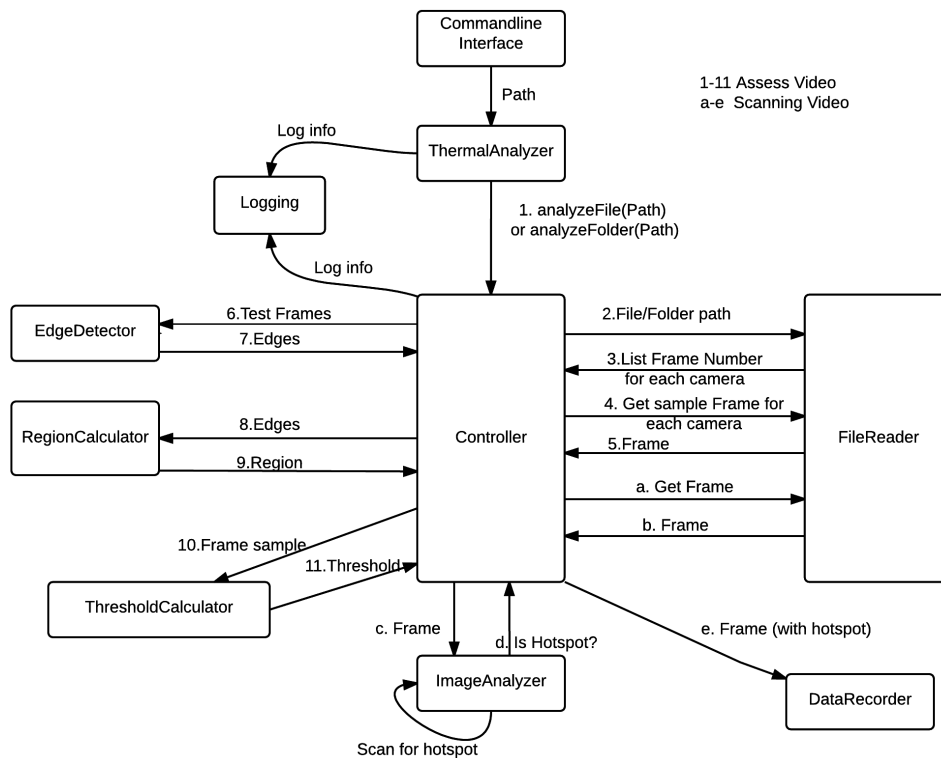 Commandline
Interface
1-11 Assess Video
a-e  Scanning Video
Path
Log info
ThermalAnalyzer
Logging
1. analyzeFile(Path)
or analyzeFolder(Path)
Log info
EdgeDetector
6.Test Frames
7.Edges
2.File/Folder path
3.List Frame Number
for each camera
4. Get sample Frame for
each camera
5.Frame
RegionCalculator
8.Edges
9.Region
Controller
FileReader
a. Get Frame
b. Frame
10.Frame sample
11.Threshold
ThresholdCalculator
c. Frame
d. Is Hotspot?
e. Frame (with hotspot)
ImageAnalyzer
DataRecorder
Scan for hotspot